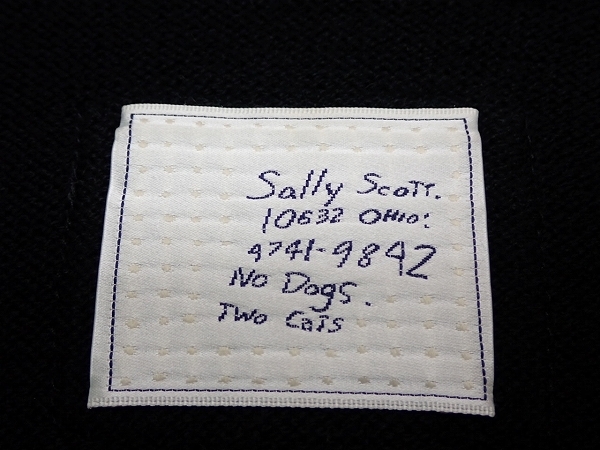 Sally Scott.
10632 Ohio:
4741-9842
No Dogs.
Two Cats